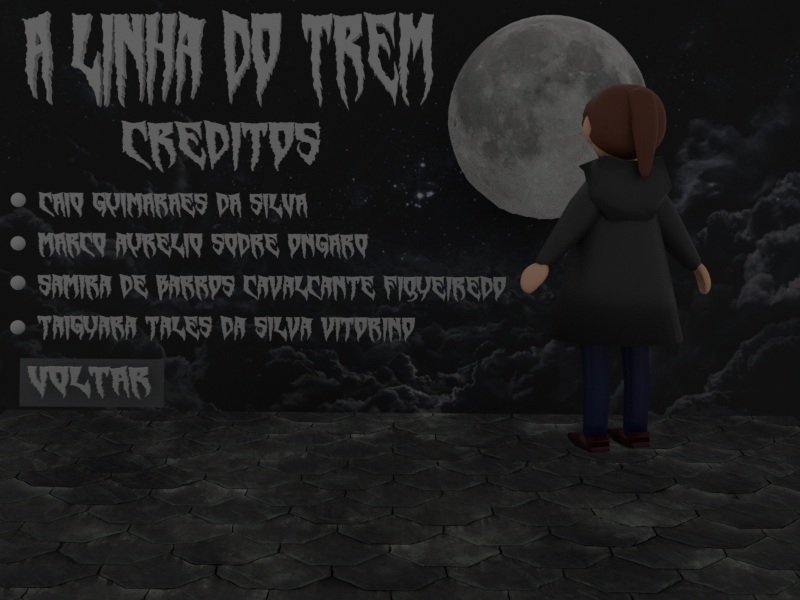 A LINHA DO TREM
CREDITOS
CAIO GUIMARAES DA SILVA
MARCO AURELIO SODRE ONGARO
SAMIRA DE BARROS CAVALCANTE FIGUEIREDO
TAIGUARA TALES DA SILVA VITORINO
VOLTAR